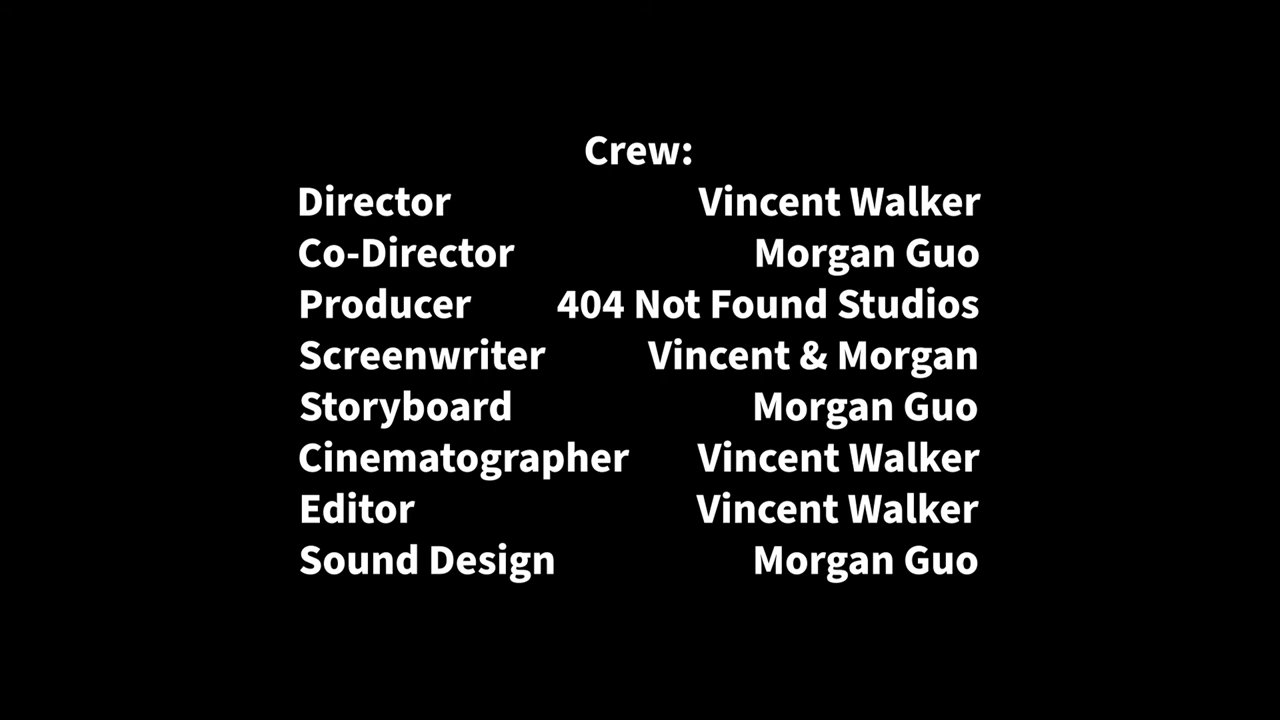 Crew:
Director Vincent Walker
Co-Director Morgan Guo
Producer 404 Not Found Studios
Screenwriter Vincent & Morgan
Storyboard Morgan Guo
Cinematographer Vincent Walker
Editor Vincent Walker
Sound Design Morgan Guo